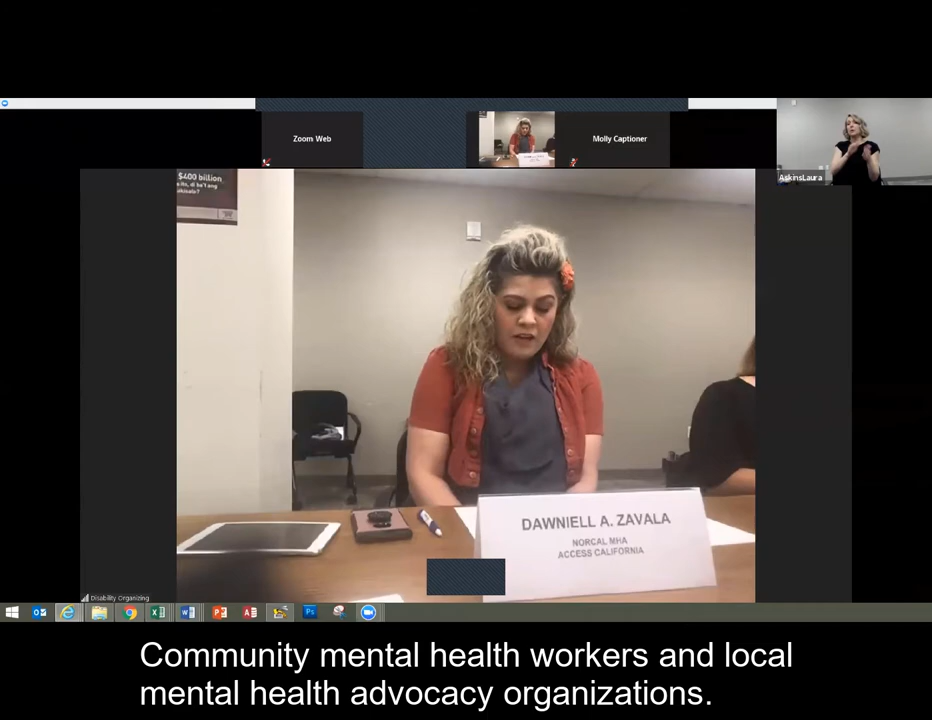 Zoom Web
Molly Captioner
AskinsLaura
$400 billion
DAWNIELL A. ZAVALA
NORCAL MHA
ACCESS CALIFORNIA
Disability Organizing
Community mental health workers and local
mental health advocacy organizations.